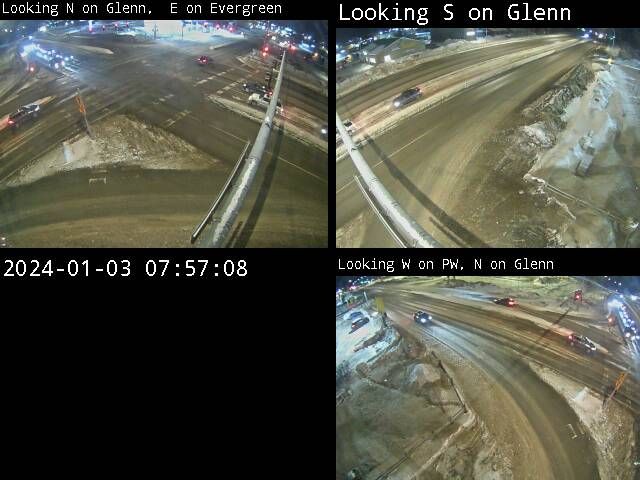 Looking N on Glenn,  E on Evergreen
Looking S on Glenn
2024-01-03 07:57:08
Looking W on PW, N on Glenn